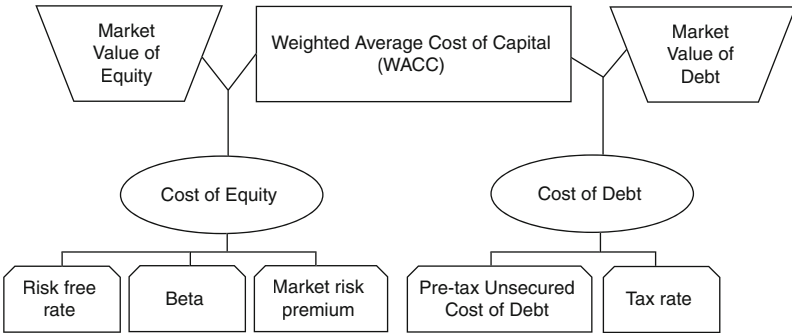 Market
Value of
Equity
Weighted Average Cost of Capital
(WACC)
Market
Value of
Debt
Cost of Equity
Cost of Debt
Risk free
rate
Beta
Market risk
premium
Pre-tax Unsecured
Cost of Debt
Tax rate